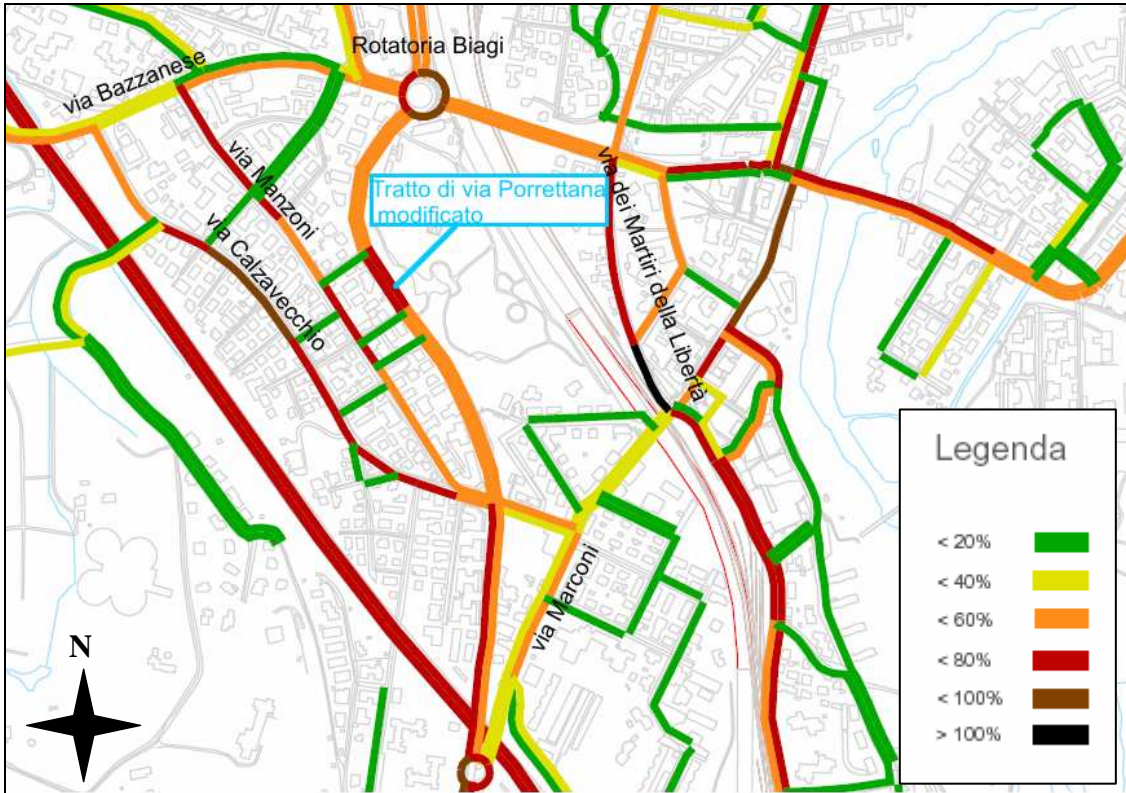 Rotatoria Biagi
via Bazzanese
via Manzoni
Tratto di via Porrettana
modificato
via dei Martiri della Libertà
via Calzavecchio
via Marconi
N
Legenda
< 20%
< 40%
< 60%
< 80%
< 100%
> 100%